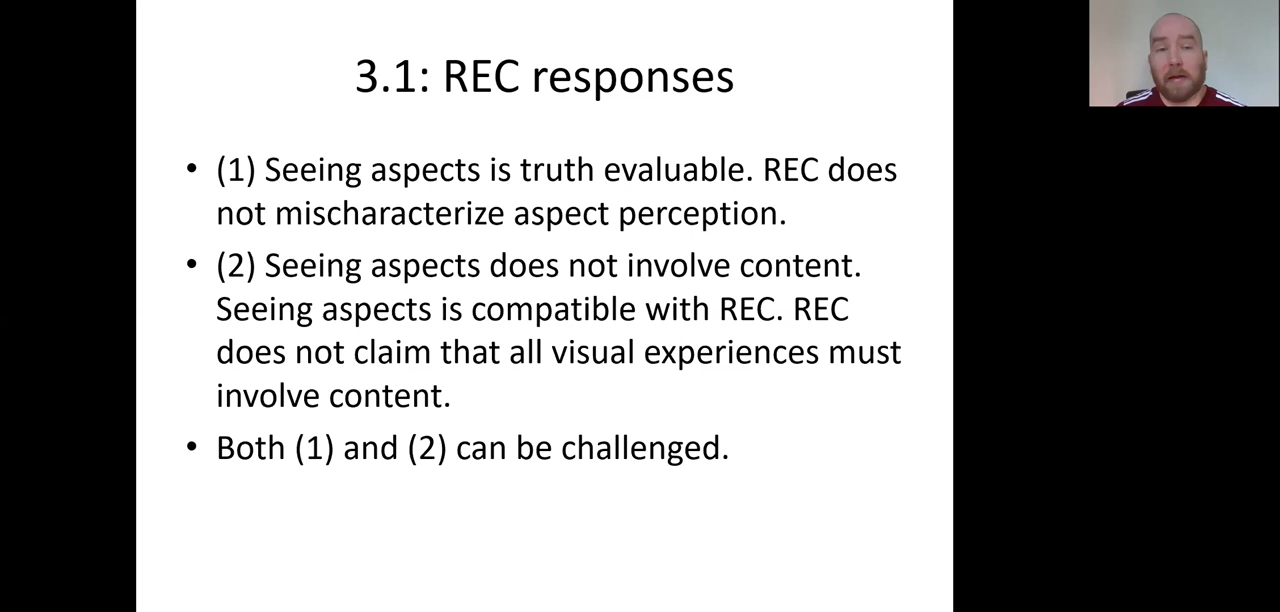 3.1: REC responses
• (1) Seeing aspects is truth evaluable. REC does
not mischaracterize aspect perception.
• (2) Seeing aspects does not involve content.
Seeing aspects is compatible with REC. REC
does not claim that all visual experiences must
involve content.
• Both (1) and (2) can be challenged.